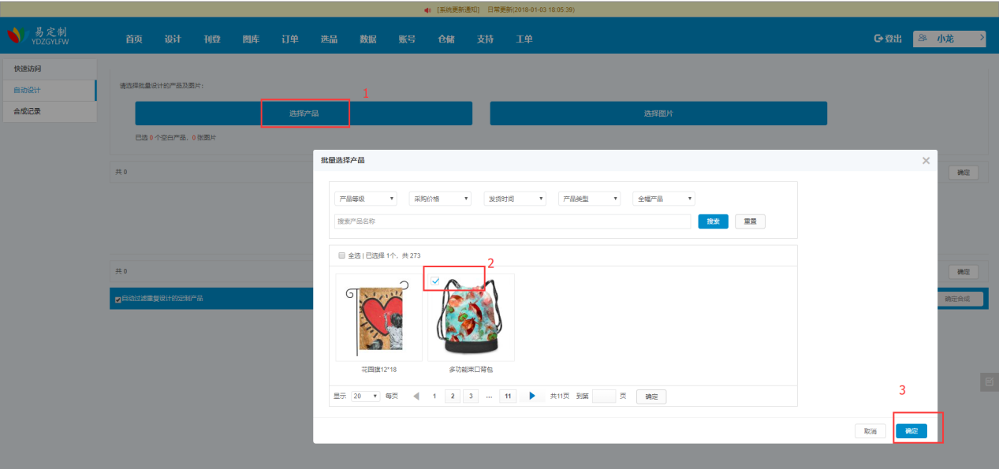 [系统更新通知] 日常更新(2018-01-03 18:05:39)
易定制
YDZGYLFW
首页 设计 刊登 图库 订单 选品 数据 账号 仓储 支持 工单
登出 小龙
快速访问
自动设计
合成记录
请选择批量设计的产品及图片：
1
选择产品 选择图片
已选 0 个空白产品，0 张图片
批量选择产品
共 0 确定
产品等级 采购价格 发货时间 产品类型 全幅产品
搜索产品名称 搜索 重置
全选 | 已选择 1个，共 273
2
共 0 确定
自动过滤重复设计的定制产品 确定合成
花园旗12*18 多功能束口背包
显示 20 每页 1 2 3 ... 11 共11页 到第 页 确定
3
取消 确定